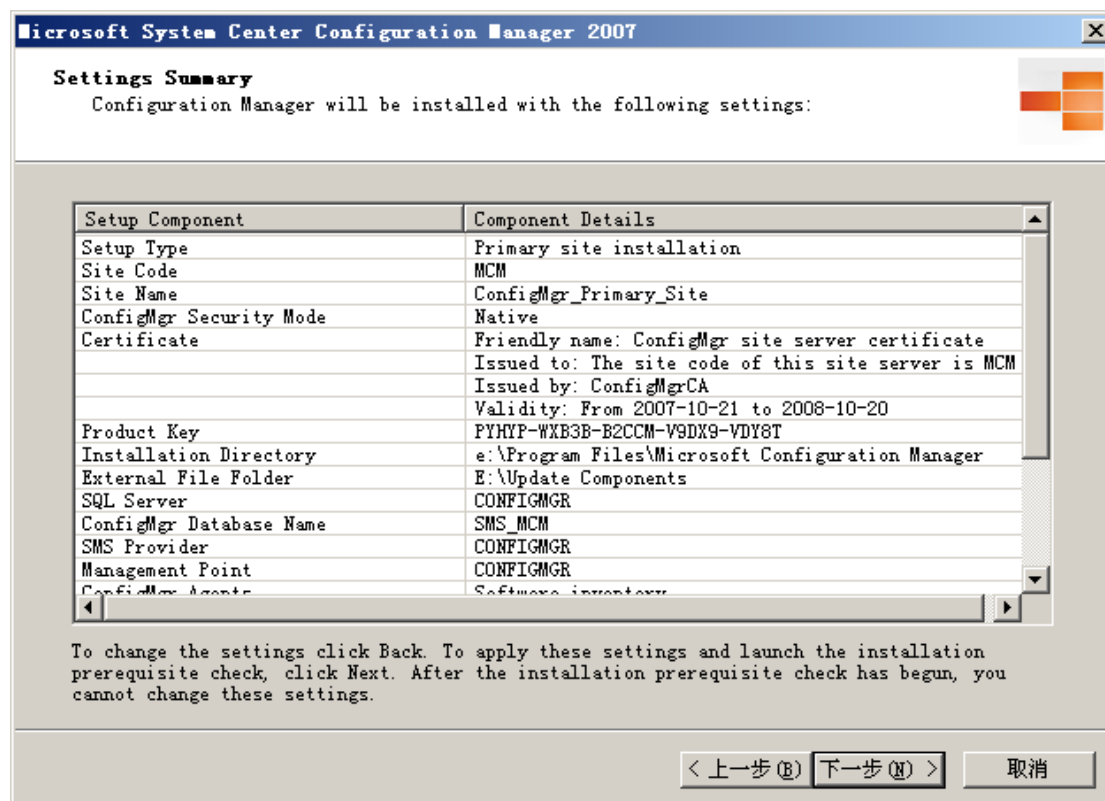 Microsoft System Center Configuration Manager 2007
Settings Summary
Configuration Manager will be installed with the following settings:
Setup Component Component Details
Setup Type Primary site installation
Site Code MCM
Site Name ConfigMgr_Primary_Site
ConfigMgr Security Mode Native
Certificate Friendly name: ConfigMgr site server certificate
Issued to: The site code of this site server is MCM
Issued by: ConfigMgrCA
Validity: From 2007-10-21 to 2008-10-20
Product Key PYHYP-WXB3B-B2CCM-V9DX9-VDY8T
Installation Directory e:\Program Files\Microsoft Configuration Manager
External File Folder E:\Update Components
SQL Server CONFIGMGR
ConfigMgr Database Name SMS_MCM
SMS Provider CONFIGMGR
Management Point CONFIGMGR
ConfigMgr Agents Software inventory
To change the settings click Back. To apply these settings and launch the installation
prerequisite check, click Next. After the installation prerequisite check has begun, you
cannot change these settings.
< 上一步(B) 下一步(N) > 取消